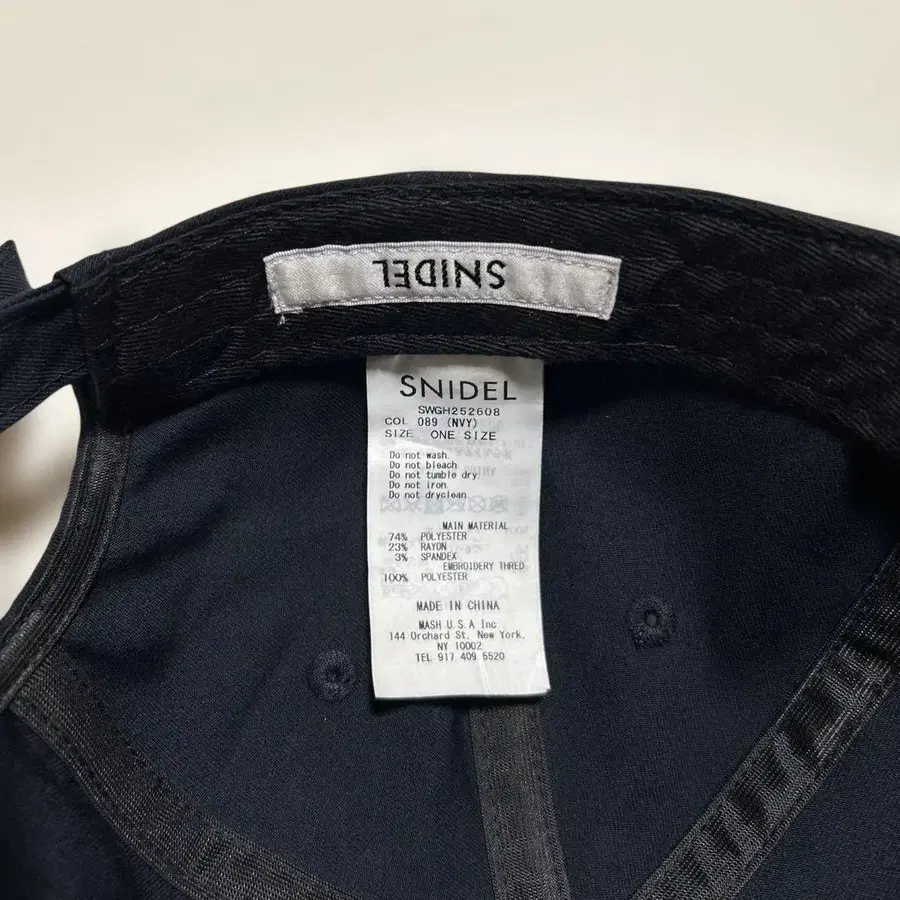 SNIDEL
SNIDEL
SWGH252608
COL 089 (NVY)
SIZE ONE SIZE
Do not wash.
Do not bleach
Do not tumble dry.
Do not iron.
Do not dryclean
MAIN MATERIAL
74% POLYESTER
23% RAYON
3% SPANDEX
EMBROIDERY THRED
100% POLYESTER
MADE IN CHINA
MASH U.S.A Inc
144 Orchard St, New York,
NY 10002
TEL 917 409 5520